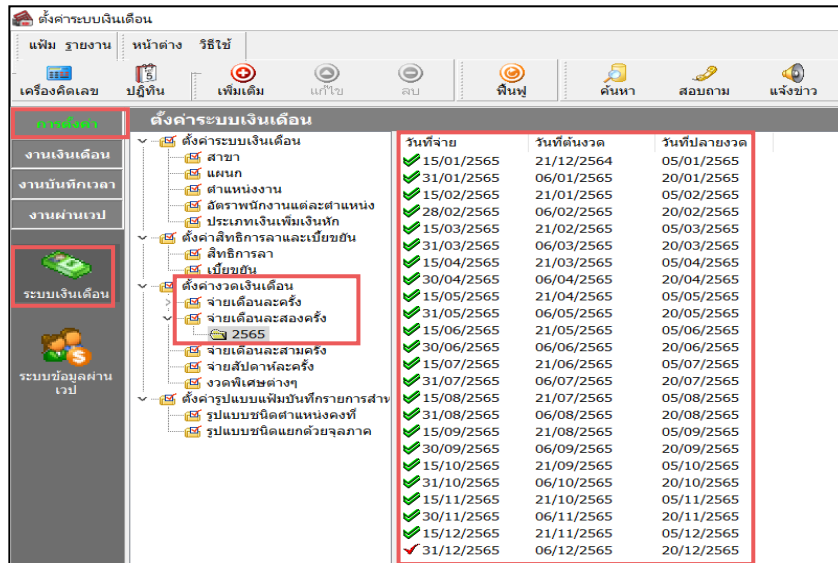 ตั้งค่าระบบเงินเดือน
แฟ้ม รายงาน หน้าต่าง วิธีใช้
เครื่องคิดเลข ปฏิทิน เพิ่มเติม แก้ไข ลบ ฟื้นฟู ค้นหา สอบถาม แจ้งข่าว
การตั้งค่า
งานเงินเดือน
งานบันทึกเวลา
งานผ่านเวป
ระบบเงินเดือน
ระบบข้อมูลผ่าน
เวป
ตั้งค่าระบบเงินเดือน
ตั้งค่าระบบเงินเดือน
สาขา
แผนก
ตำแหน่งงาน
อัตราพนักงานแต่ละตำแหน่ง
ประเภทเงินเพิ่มเงินหัก
ตั้งค่าสิทธิการลาและเบี้ยขยัน
สิทธิการลา
เบี้ยขยัน
ตั้งค่างวดเงินเดือน
จ่ายเดือนละครั้ง
จ่ายเดือนละสองครั้ง
2565
จ่ายเดือนละสามครั้ง
จ่ายสัปดาห์ละครั้ง
งวดพิเศษต่างๆ
ตั้งค่ารูปแบบแฟ้มบันทึกรายการสำห
รูปแบบชนิดตำแหน่งคงที่
รูปแบบชนิดแยกด้วยจุลภาค
วันที่จ่าย วันที่ต้นงวด วันที่ปลายงวด
15/01/2565 21/12/2564 05/01/2565
31/01/2565 06/01/2565 20/01/2565
15/02/2565 21/01/2565 05/02/2565
28/02/2565 06/02/2565 20/02/2565
15/03/2565 21/02/2565 05/03/2565
31/03/2565 06/03/2565 20/03/2565
15/04/2565 21/03/2565 05/04/2565
30/04/2565 06/04/2565 20/04/2565
15/05/2565 21/04/2565 05/05/2565
31/05/2565 06/05/2565 20/05/2565
15/06/2565 21/05/2565 05/06/2565
30/06/2565 06/06/2565 20/06/2565
15/07/2565 21/06/2565 05/07/2565
31/07/2565 06/07/2565 20/07/2565
15/08/2565 21/07/2565 05/08/2565
31/08/2565 06/08/2565 20/08/2565
15/09/2565 21/08/2565 05/09/2565
30/09/2565 06/09/2565 20/09/2565
15/10/2565 21/09/2565 05/10/2565
31/10/2565 06/10/2565 20/10/2565
15/11/2565 21/10/2565 05/11/2565
30/11/2565 06/11/2565 20/11/2565
15/12/2565 21/11/2565 05/12/2565
31/12/2565 06/12/2565 20/12/2565